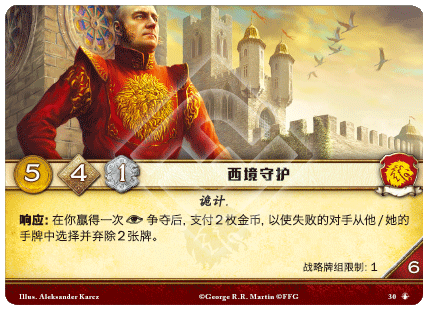 5 4 1 西境守护
诡计.
响应: 在你赢得一次 争夺后, 支付2枚金币, 以使失败的对手从他/她的
手牌中选择并弃除2张牌.
战略牌组限制: 1
6
Illus. Aleksander Karcz ©George R.R. Martin ©FFG 30